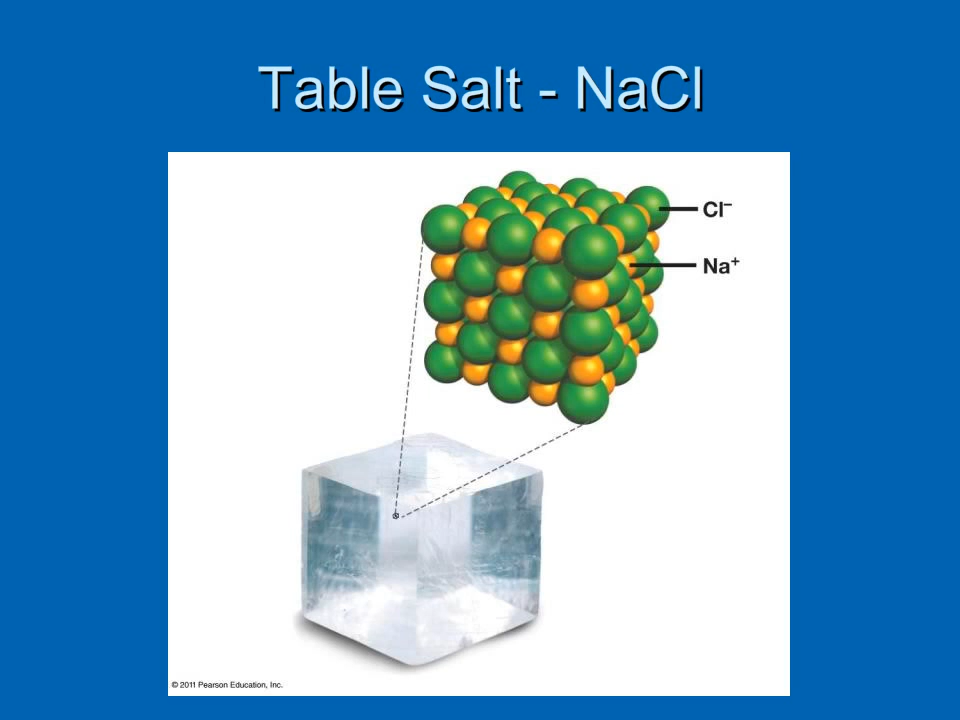 Table Salt - NaCl
Cl⁻
Na⁺
© 2011 Pearson Education, Inc.